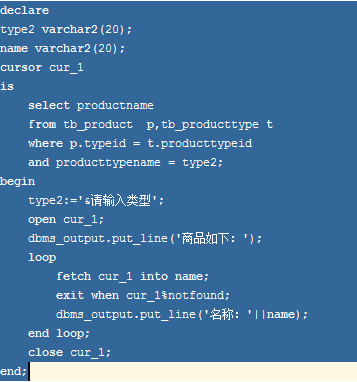 declare
type2 varchar2(20);
name varchar2(20);
cursor cur_1
is
select productname
from tb_product  p,tb_producttype t
where p.typeid = t.producttypeid
and producttypename = type2;
begin
type2:='&请输入类型';
open cur_1;
dbms_output.put_line('商品如下：');
loop
fetch cur_1 into name;
exit when cur_1%notfound;
dbms_output.put_line('名称：'||name);
end loop;
close cur_1;
end;